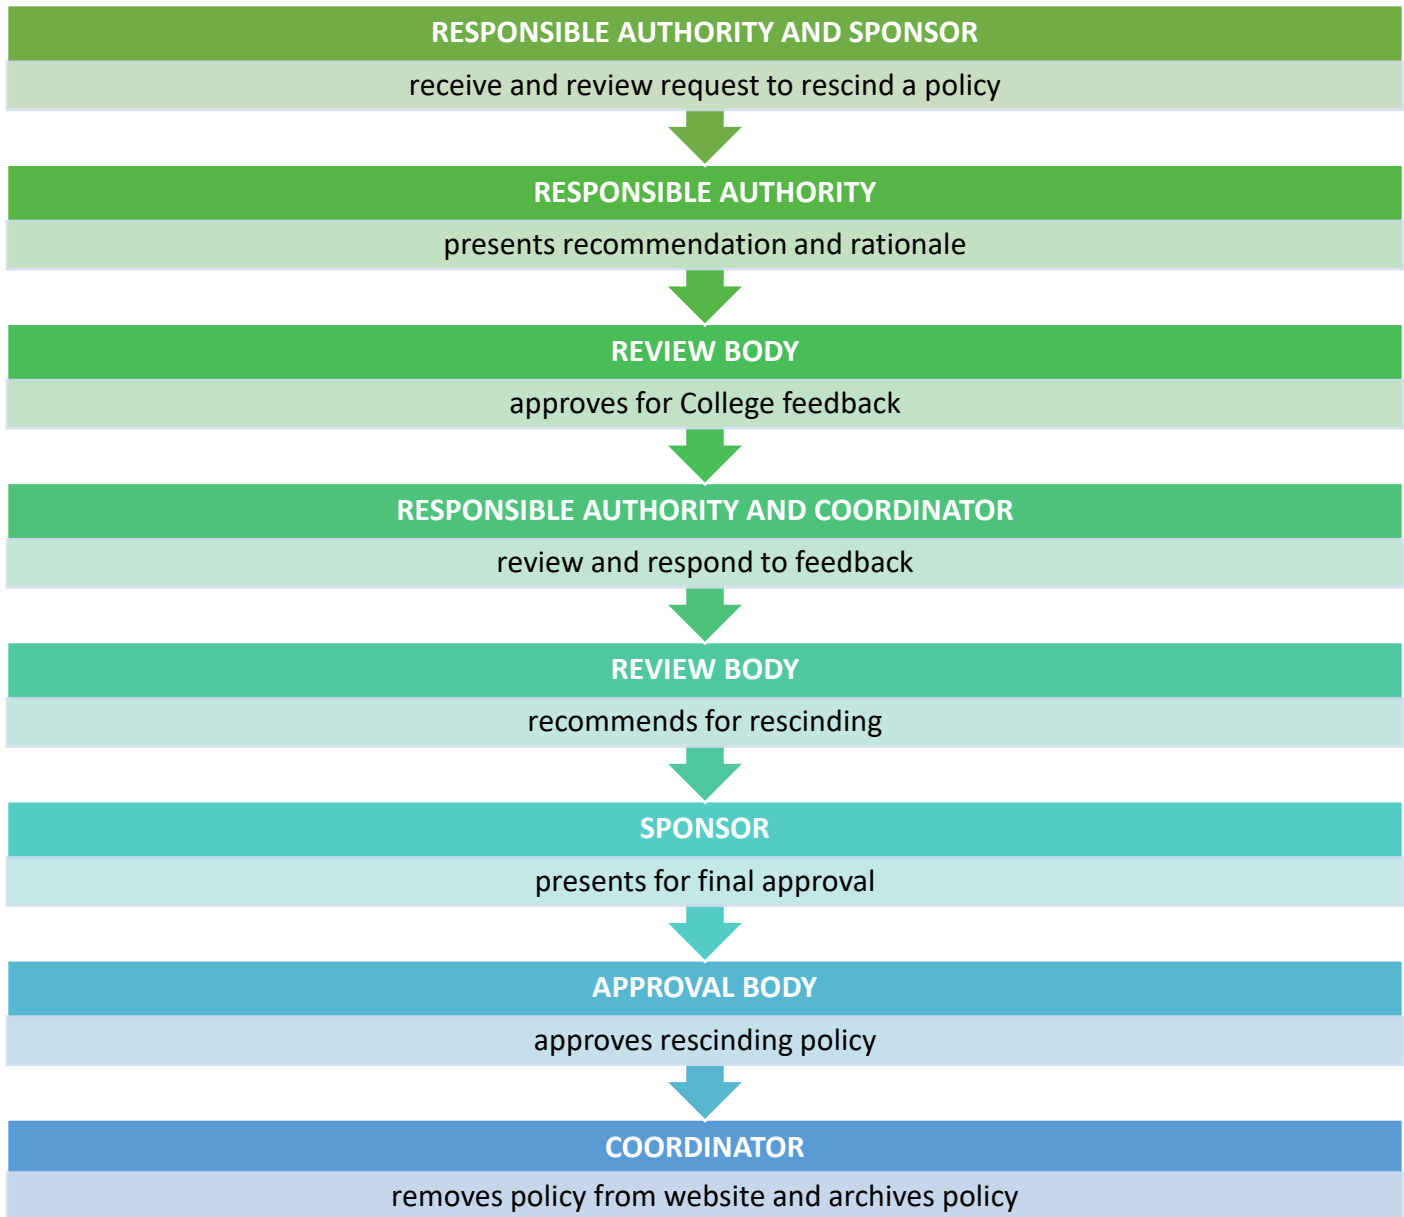 RESPONSIBLE AUTHORITY AND SPONSOR
receive and review request to rescind a policy
RESPONSIBLE AUTHORITY
presents recommendation and rationale
REVIEW BODY
approves for College feedback
RESPONSIBLE AUTHORITY AND COORDINATOR
review and respond to feedback
REVIEW BODY
recommends for rescinding
SPONSOR
presents for final approval
APPROVAL BODY
approves rescinding policy
COORDINATOR
removes policy from website and archives policy